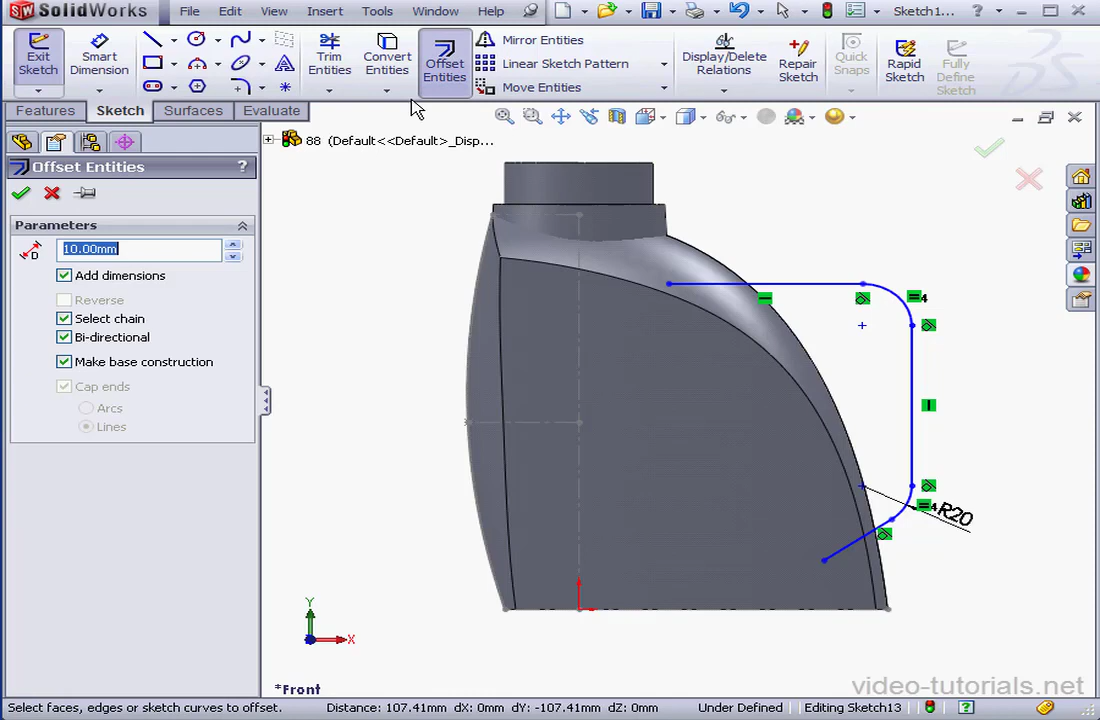 SolidWorks File Edit View Insert Tools Window Help Sketch1...
Exit Sketch
Smart Dimension
Trim Entities
Convert Entities
Offset Entities
Mirror Entities
Linear Sketch Pattern
Move Entities
Display/Delete Relations
Repair Sketch
Quick Snaps
Rapid Sketch
Fully Define Sketch
Features Sketch Surfaces Evaluate
88 (Default<<Default>_Disp...
Offset Entities ?
Parameters
10.00mm
Add dimensions
Reverse
Select chain
Bi-directional
Make base construction
Cap ends
Arcs
Lines
4
4
R20
Y
X
*Front
video-tutorials.net
Select faces, edges or sketch curves to offset. Distance: 107.41mm dX: 0mm dY: -107.41mm dZ: 0mm Under Defined Editing Sketch13